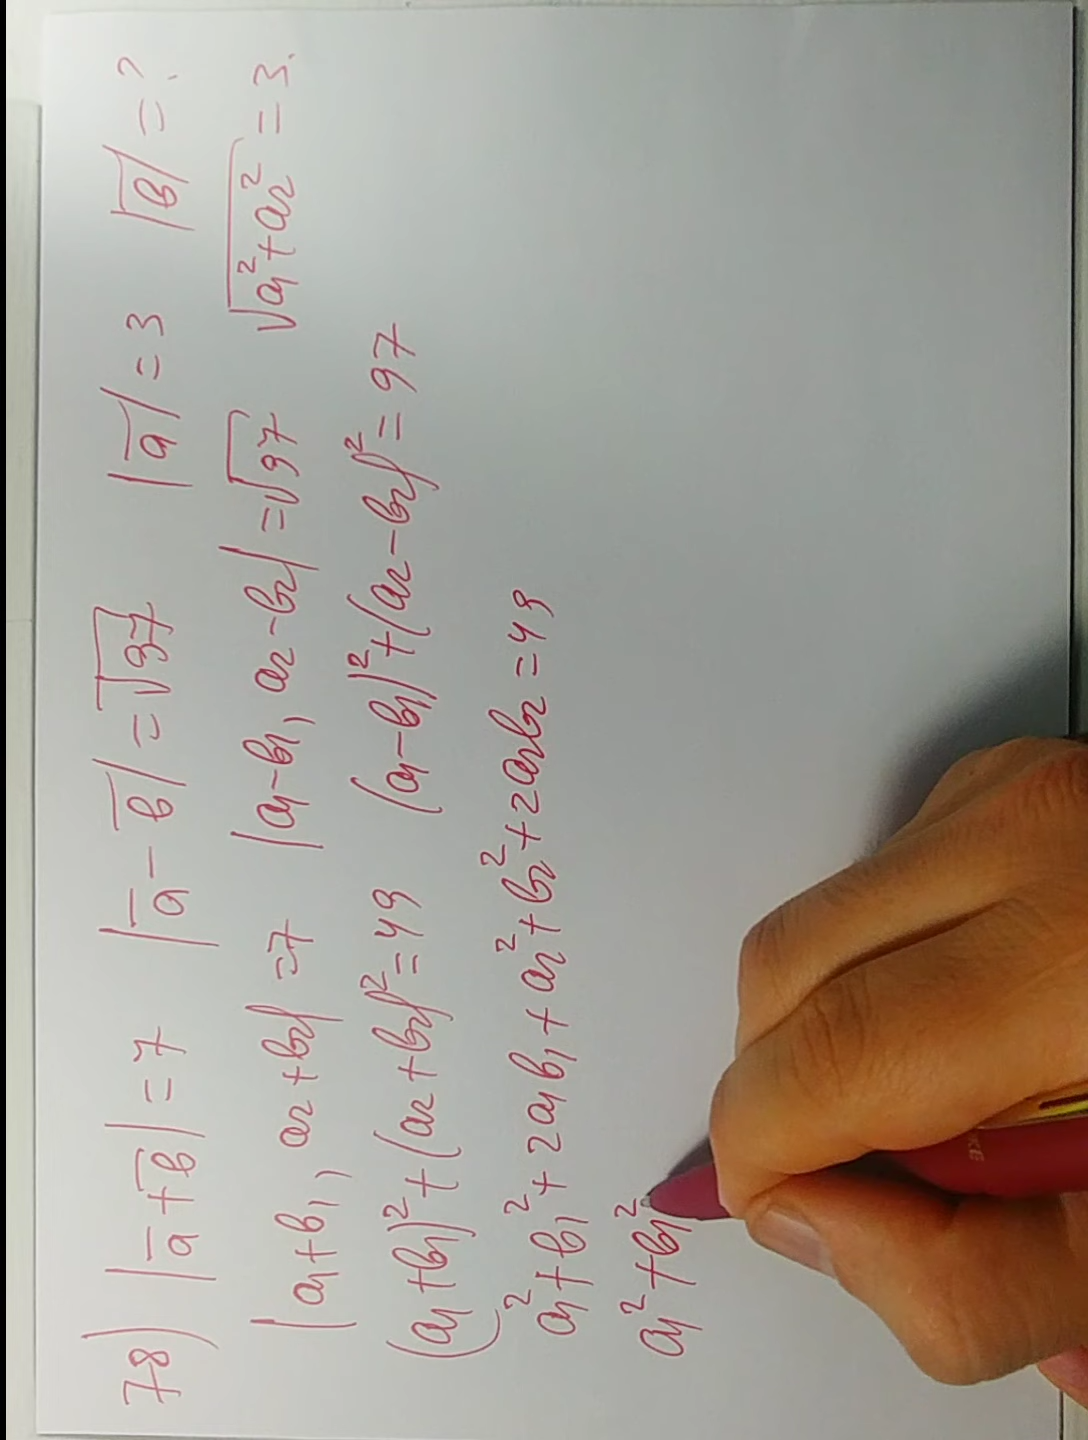 78) |a̅+b̅|=7 |a̅-b̅|=√97 |a̅|=3 |b̅|=?
|a₁+b₁, a₂+b₂|=7 |a₁-b₁, a₂-b₂|=√97 √a₁²+a₂²=3.
(a₁+b₁)²+(a₂+b₂)²=49 (a₁-b₁)²+(a₂-b₂)²=97
a₁²+b₁²+2a₁b₁+a₂²+b₂²+2a₂b₂=49
a₁²+b₁²